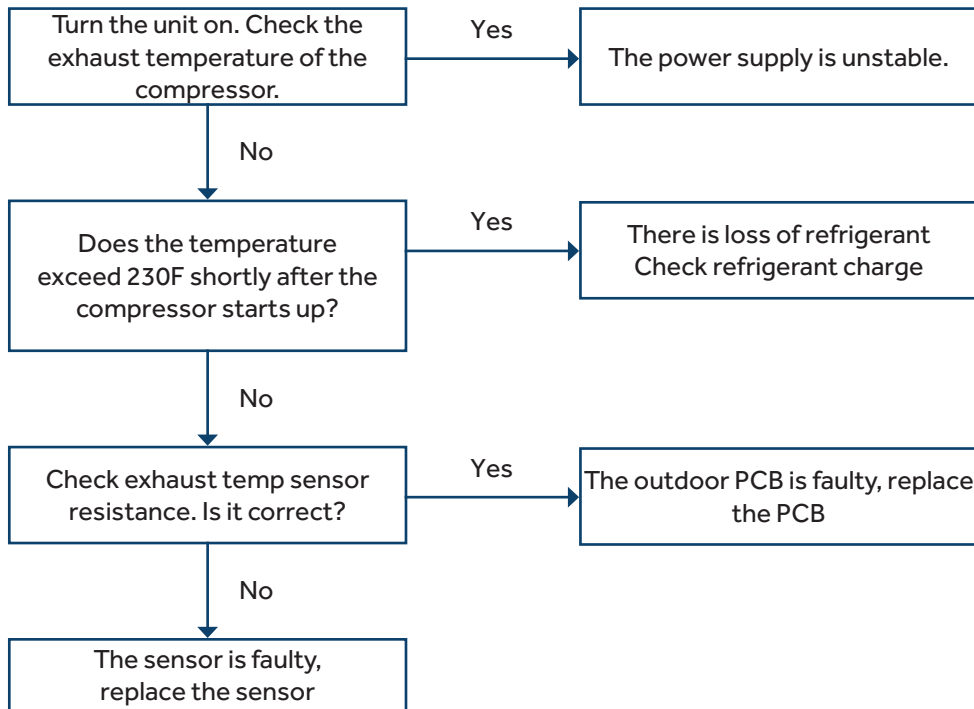 Turn the unit on. Check the
exhaust temperature of the
compressor.
Yes
The power supply is unstable.
No
Does the temperature
exceed 230F shortly after the
compressor starts up?
Yes
There is loss of refrigerant
Check refrigerant charge
No
Check exhaust temp sensor
resistance. Is it correct?
Yes
The outdoor PCB is faulty, replace
the PCB
No
The sensor is faulty,
replace the sensor